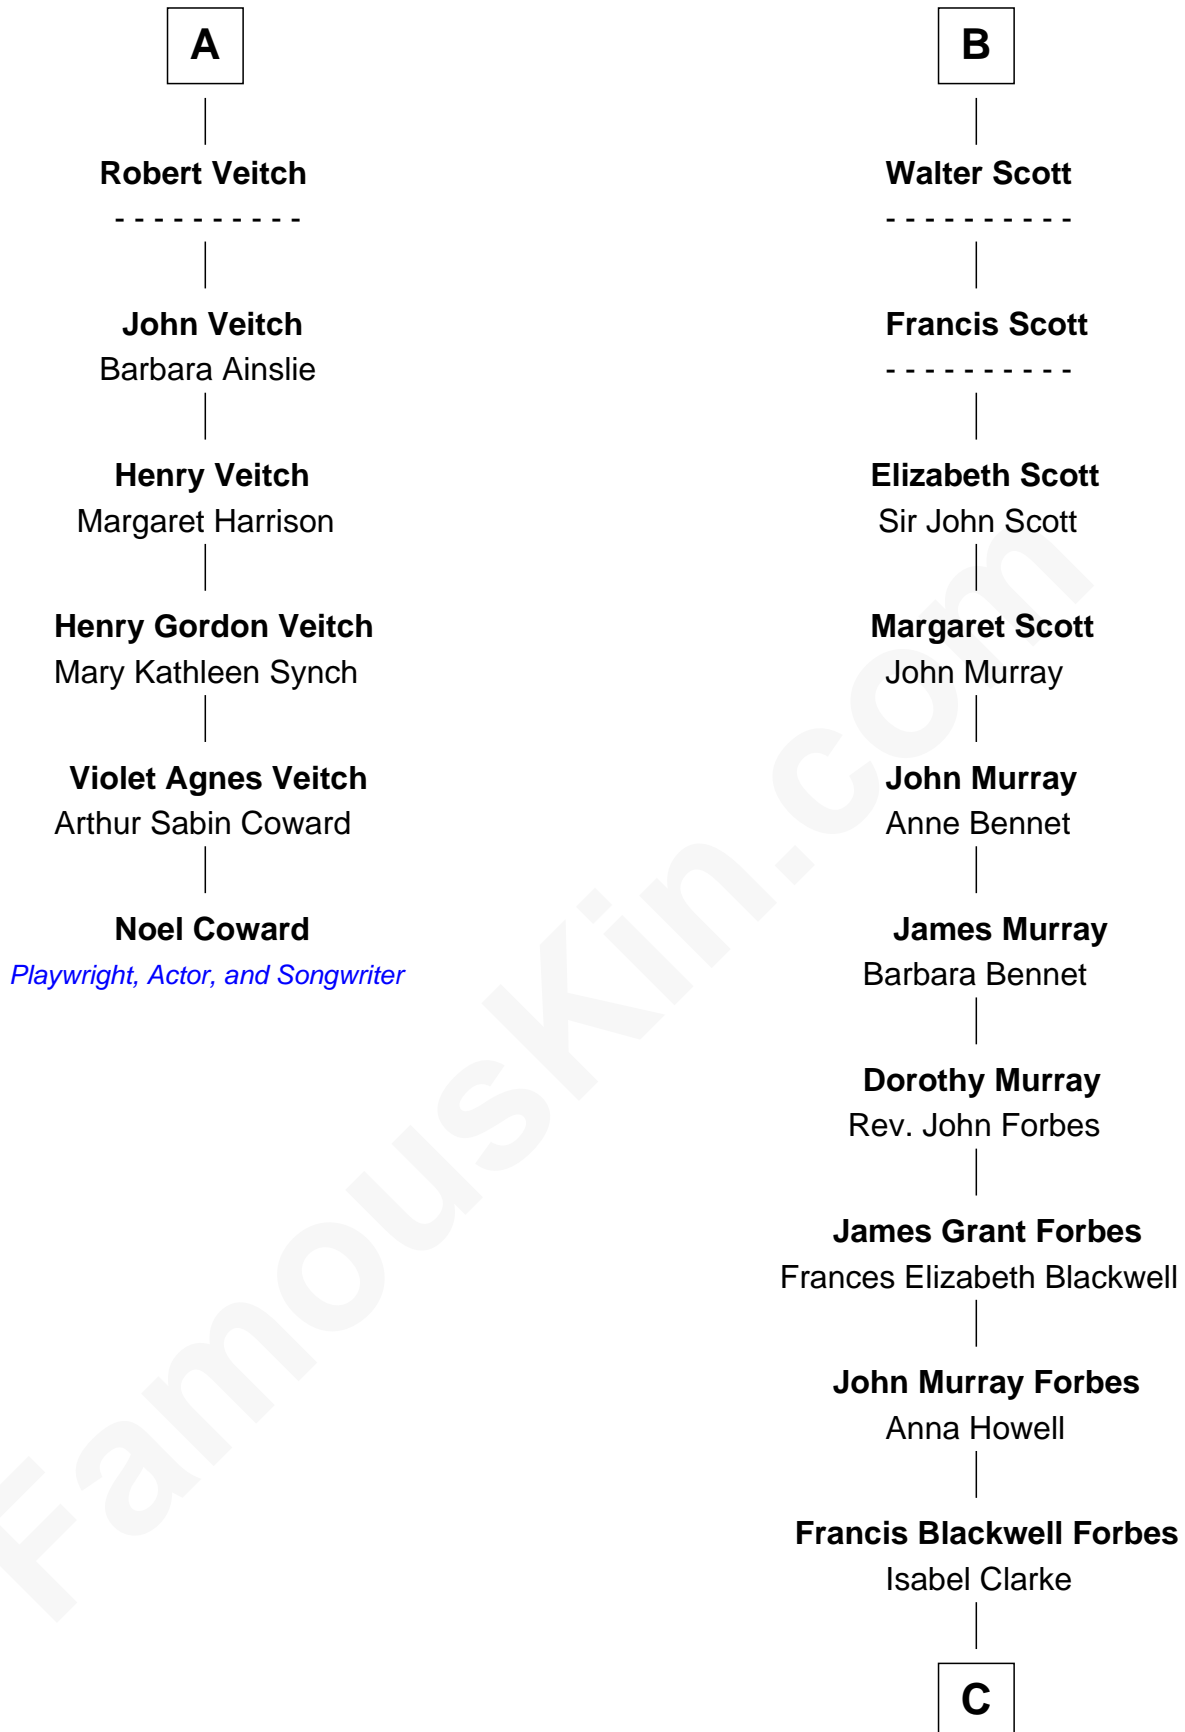 A
Robert Veitch
- - - - - - - - - -
John Veitch
Barbara Ainslie
Henry Veitch
Margaret Harrison
Henry Gordon Veitch
Mary Kathleen Synch
Violet Agnes Veitch
Arthur Sabin Coward
Noel Coward
Playwright, Actor, and Songwriter
B
Walter Scott
- - - - - - - - - -
Francis Scott
- - - - - - - - - -
Elizabeth Scott
Sir John Scott
Margaret Scott
John Murray
John Murray
Anne Bennet
James Murray
Barbara Bennet
Dorothy Murray
Rev. John Forbes
James Grant Forbes
Frances Elizabeth Blackwell
John Murray Forbes
Anna Howell
Francis Blackwell Forbes
Isabel Clarke
C
FamousKin.com